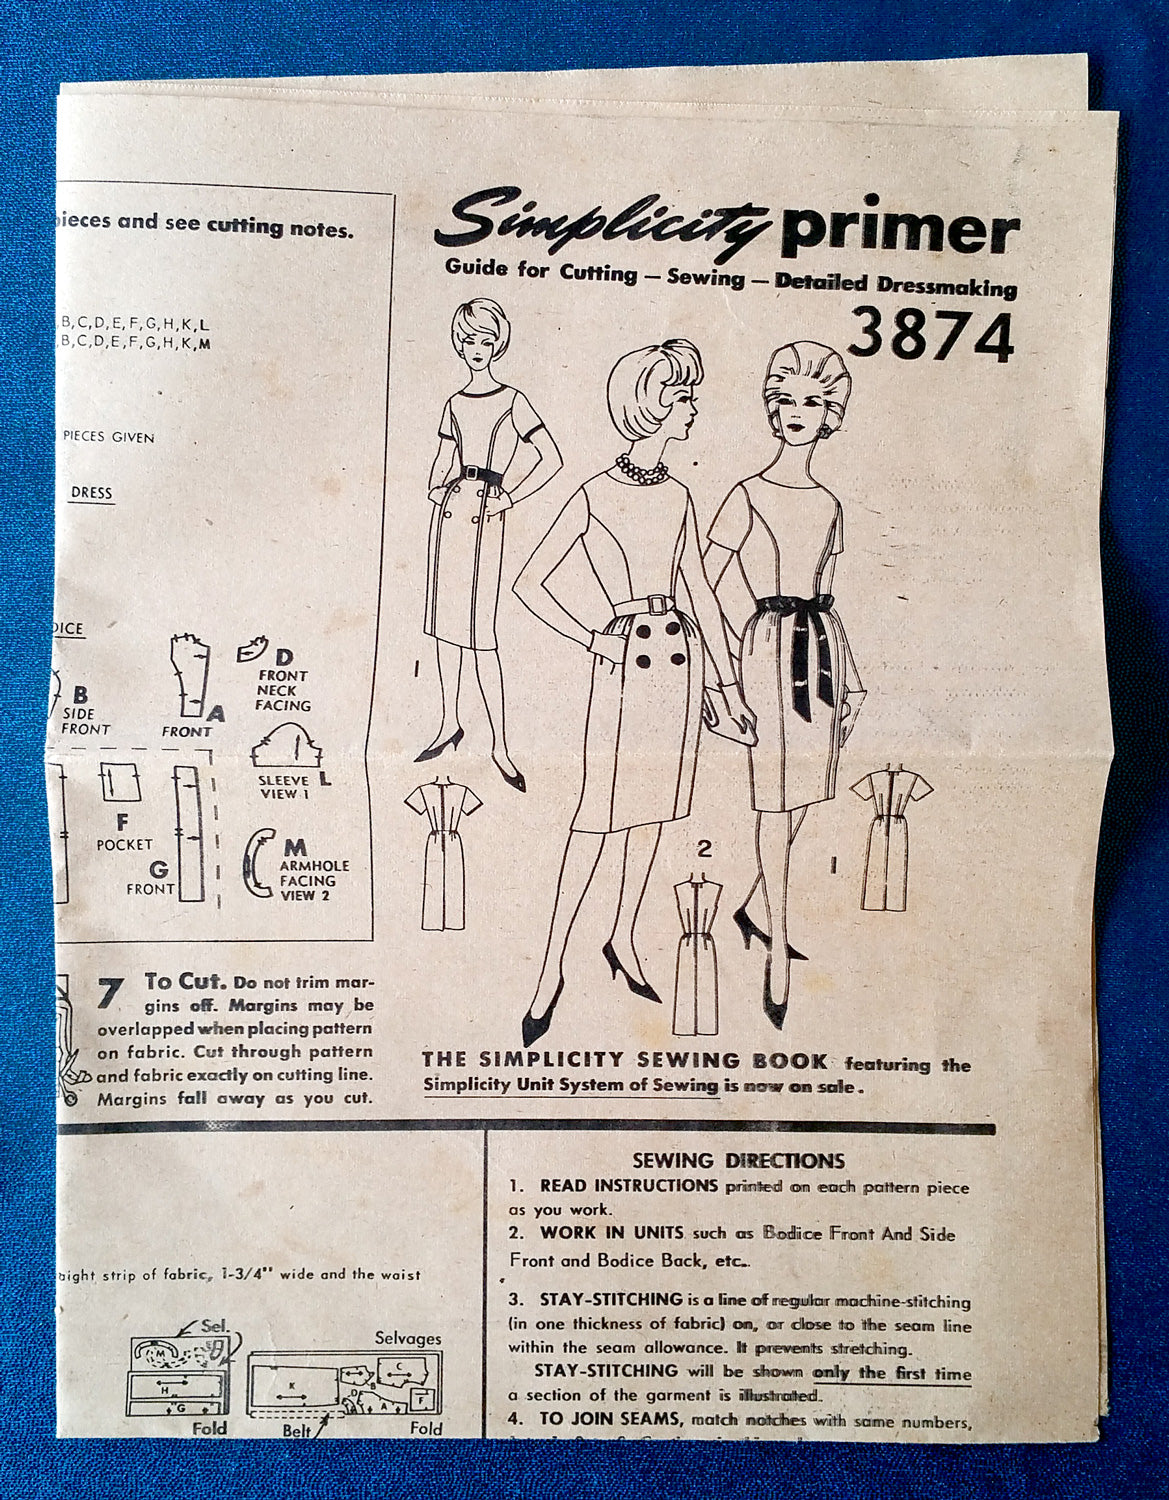 pieces and see cutting notes.
B,C,D,E,F,G,H,K,L
B,C,D,E,F,G,H,K,M
PIECES GIVEN
DRESS
B
SIDE
FRONT
A
FRONT
D
FRONT
NECK
FACING
SLEEVE L
VIEW 1
F
POCKET
G
FRONT
M
ARMHOLE
FACING
VIEW 2
7 To Cut. Do not trim mar-
gins off. Margins may be
overlapped when placing pattern
on fabric. Cut through pattern
and fabric exactly on cutting line.
Margins fall away as you cut.
Simplicity primer
Guide for Cutting — Sewing — Detailed Dressmaking
3874
1
2
1
THE SIMPLICITY SEWING BOOK featuring the
Simplicity Unit System of Sewing is now on sale.
strip of fabric, 1-3/4" wide and the waist
Sel.
M
H
G
Fold
Selvages
K
B
C
D
A
F
Belt
Fold
SEWING DIRECTIONS
1. READ INSTRUCTIONS printed on each pattern piece
as you work.
2. WORK IN UNITS such as Bodice Front And Side
Front and Bodice Back, etc..
3. STAY-STITCHING is a line of regular machine-stitching
(in one thickness of fabric) on, or close to the seam line
within the seam allowance. It prevents stretching.
STAY-STITCHING will be shown only the first time
a section of the garment is illustrated.
4. TO JOIN SEAMS, match notches with same numbers,